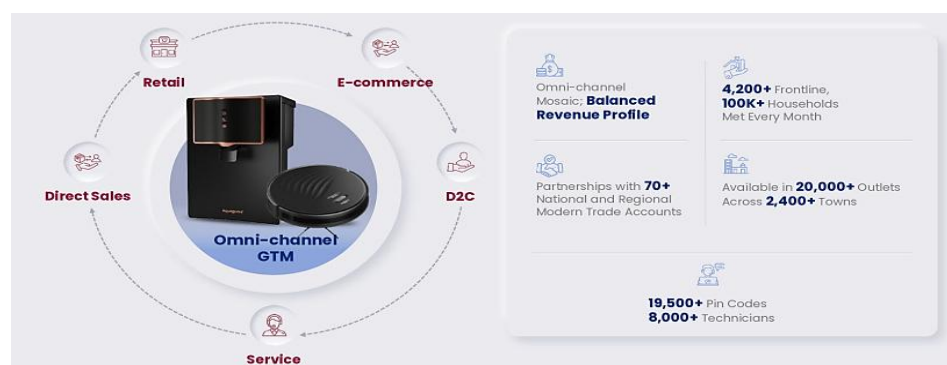 Retail
E-commerce
Direct Sales
D2C
Omni-channel
GTM
Service
Omni-channel
Mosaic; Balanced
Revenue Profile
4,200+ Frontline,
100K+ Households
Met Every Month
Partnerships with 70+
National and Regional
Modern Trade Accounts
Available in 20,000+ Outlets
Across 2,400+ Towns
19,500+ Pin Codes
8,000+ Technicians